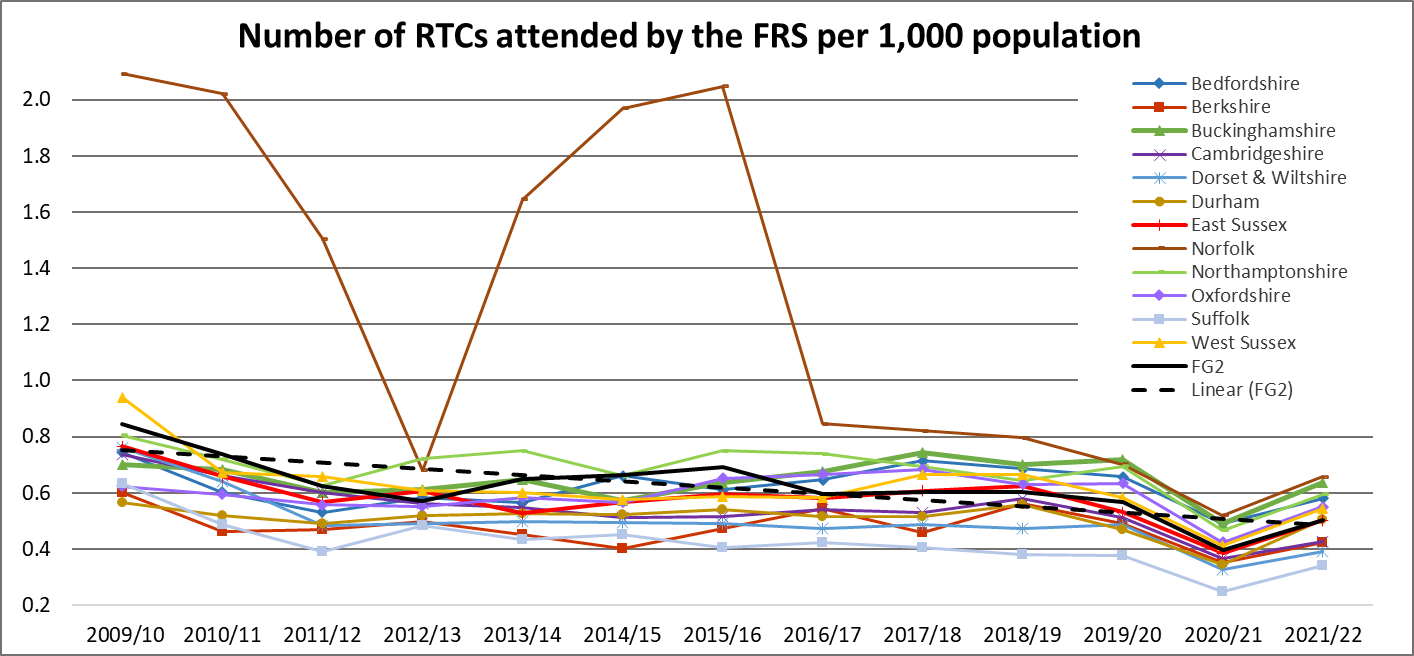 Number of RTCs attended by the FRS per 1,000 population
2.0
1.8
1.6
1.4
1.2
1.0
0.8
0.6
0.4
0.2
2009/10 2010/11 2011/12 2012/13 2013/14 2014/15 2015/16 2016/17 2017/18 2018/19 2019/20 2020/21 2021/22
Bedfordshire
Berkshire
Buckinghamshire
Cambridgeshire
Dorset & Wiltshire
Durham
East Sussex
Norfolk
Northamptonshire
Oxfordshire
Suffolk
West Sussex
FG2
Linear (FG2)